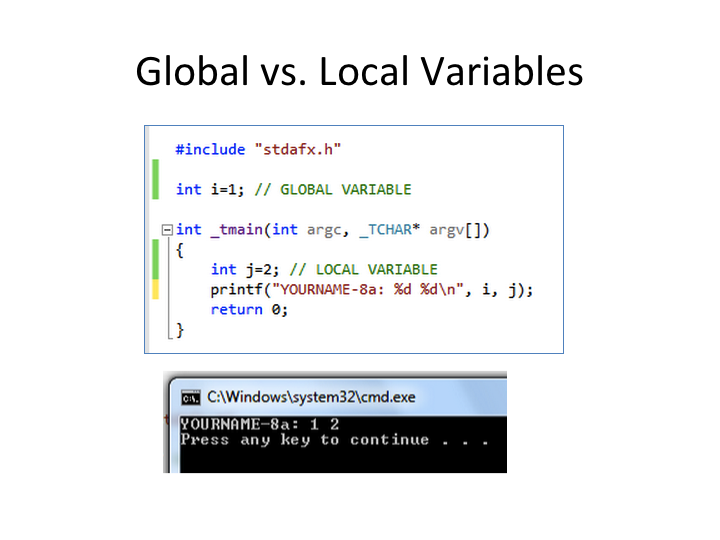 Global vs. Local Variables
#include "stdafx.h"
int i=1; // GLOBAL VARIABLE
int _tmain(int argc, _TCHAR* argv[])
{
int j=2; // LOCAL VARIABLE
printf("YOURNAME-8a: %d %d\n", i, j);
return 0;
}
C:\Windows\system32\cmd.exe
YOURNAME-8a: 1 2
Press any key to continue . . .